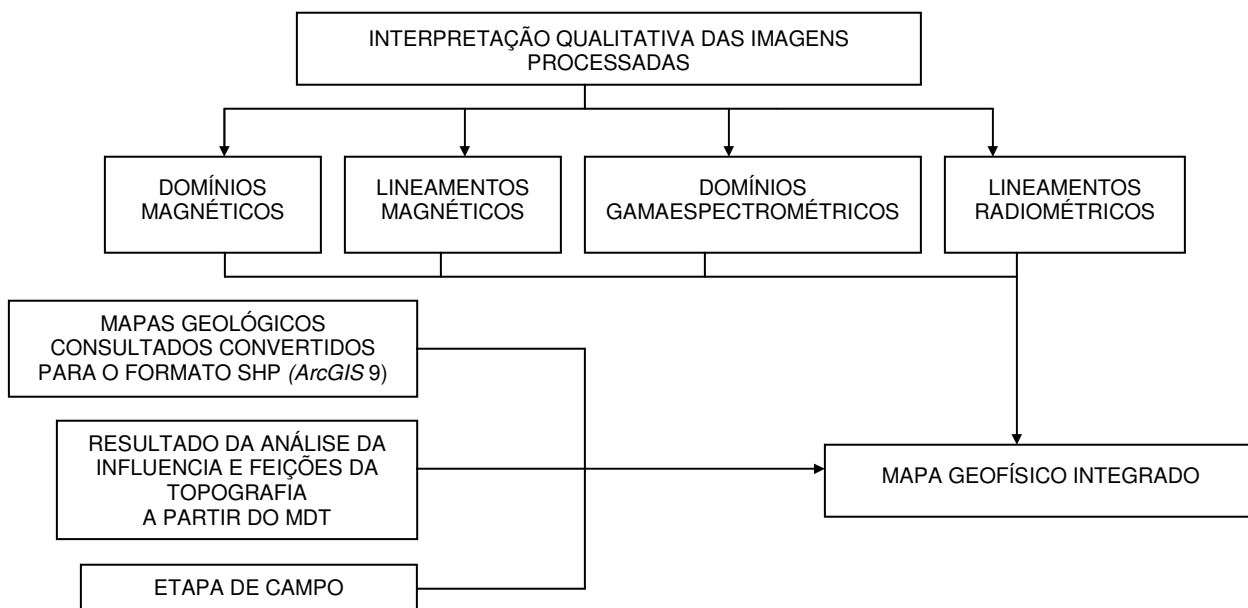 INTERPRETAÇÃO QUALITATIVA DAS IMAGENS
PROCESSADAS
DOMÍNIOS
MAGNÉTICOS
LINEAMENTOS
MAGNÉTICOS
DOMÍNIOS
GAMAESPECTROMÉTRICOS
LINEAMENTOS
RADIOMÉTRICOS
MAPAS GEOLÓGICOS
CONSULTADOS CONVERTIDOS
PARA O FORMATO SHP (ArcGIS 9)
RESULTADO DA ANÁLISE DA
INFLUENCIA E FEIÇÕES DA
TOPOGRAFIA
A PARTIR DO MDT
MAPA GEOFÍSICO INTEGRADO
ETAPA DE CAMPO